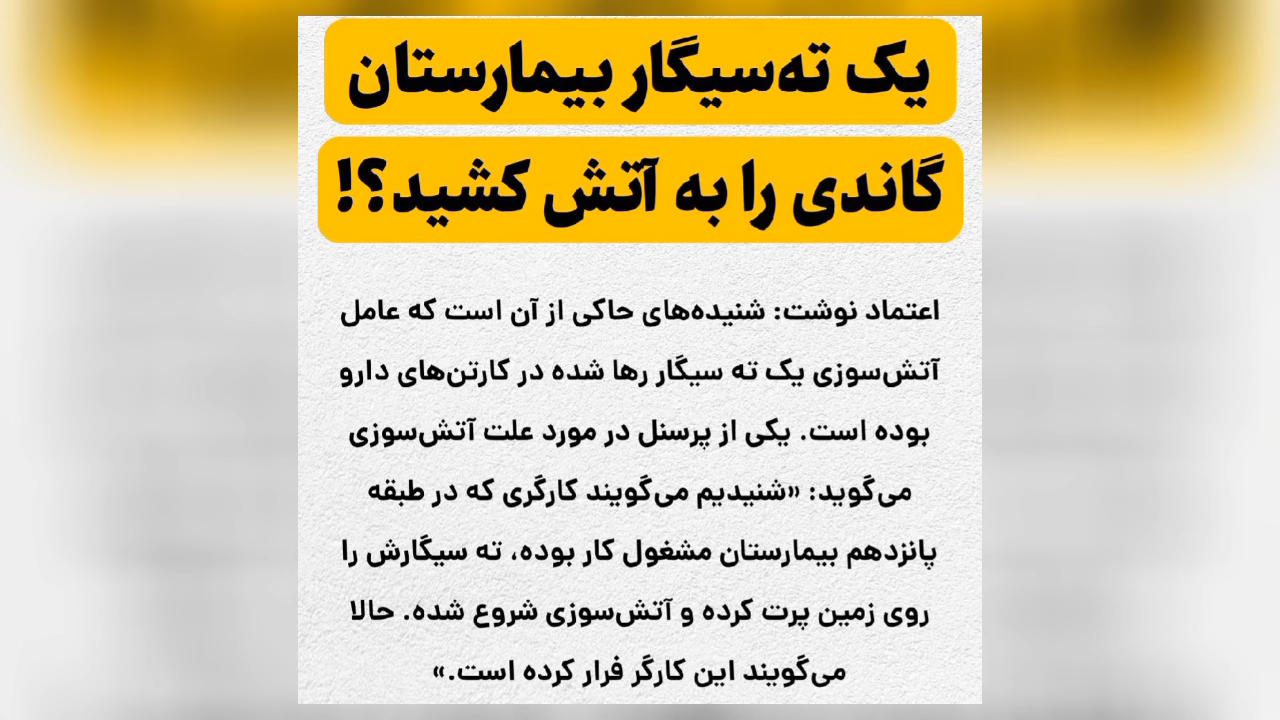 یک ته‌سیگار بیمارستان
گاندی را به آتش کشید؟!
اعتماد نوشت: شنیده‌های حاکی از آن است که عامل
آتش‌سوزی یک ته سیگار رها شده در کارتن‌های دارو
بوده است. یکی از پرسنل در مورد علت آتش‌سوزی
می‌گوید: «شنیدیم می‌گویند کارگری که در طبقه
پانزدهم بیمارستان مشغول کار بوده، ته سیگارش را
روی زمین پرت کرده و آتش‌سوزی شروع شده. حالا
می‌گویند این کارگر فرار کرده است.»